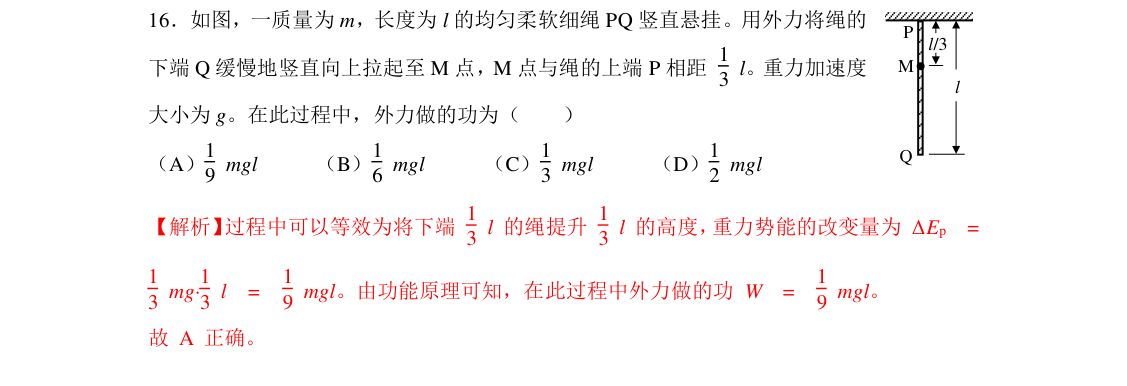 16．如图，一质量为 m，长度为 l 的均匀柔软细绳 PQ 竖直悬挂。用外力将绳的
下端 Q 缓慢地竖直向上拉起至 M 点，M 点与绳的上端 P 相距 1/3 l。重力加速度
大小为 g。在此过程中，外力做的功为（　　）
（A）1/9 mgl　（B）1/6 mgl　（C）1/3 mgl　（D）1/2 mgl
P
l/3
M
l
Q
【解析】过程中可以等效为将下端 1/3 l 的绳提升 1/3 l 的高度，重力势能的改变量为 ΔEp =
1/3 mg·1/3 l = 1/9 mgl。由功能原理可知，在此过程中外力做的功 W = 1/9 mgl。
故 A 正确。